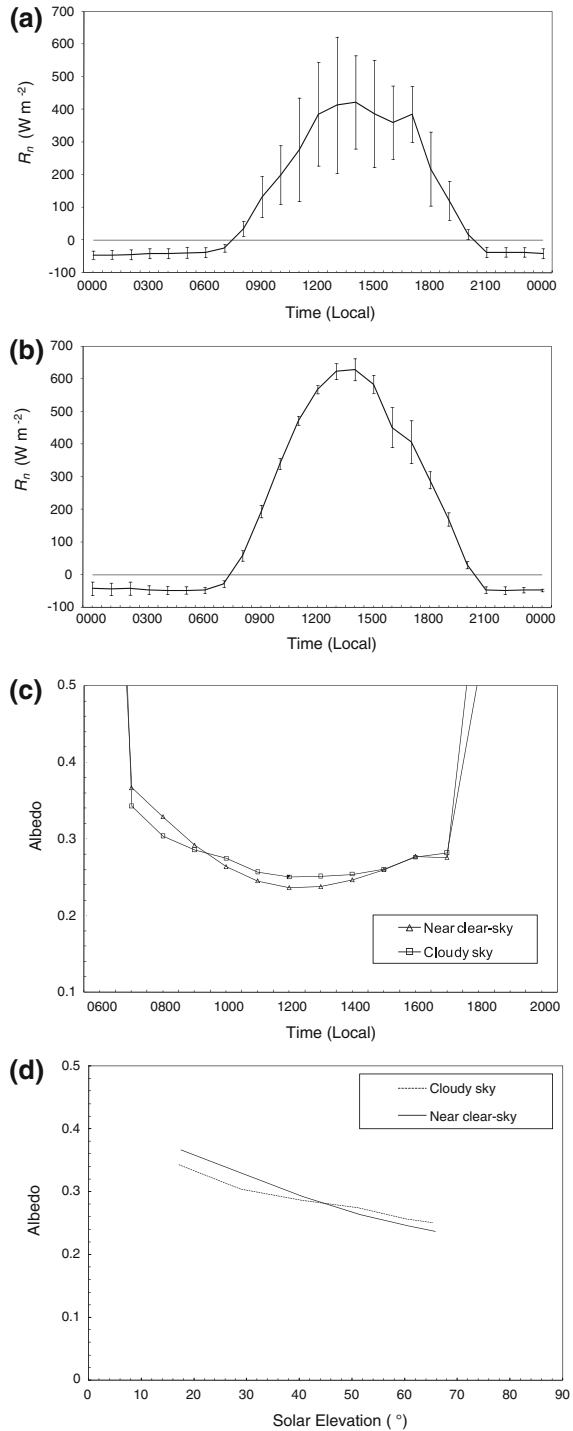 (a)
700
600
500
400
300
200
100
0
-100
Rn (W m-2)
0000 0300 0600 0900 1200 1500 1800 2100 0000
Time (Local)
(b)
700
600
500
400
300
200
100
0
-100
Rn (W m-2)
0000 0300 0600 0900 1200 1500 1800 2100 0000
Time (Local)
(c)
0.5
0.4
0.3
0.2
0.1
Albedo
Near clear-sky
Cloudy sky
0600 0800 1000 1200 1400 1600 1800 2000
Time (Local)
(d)
0.5
0.4
0.3
0.2
0.1
0
Albedo
Cloudy sky
Near clear-sky
0 10 20 30 40 50 60 70 80 90
Solar Elevation ( °)